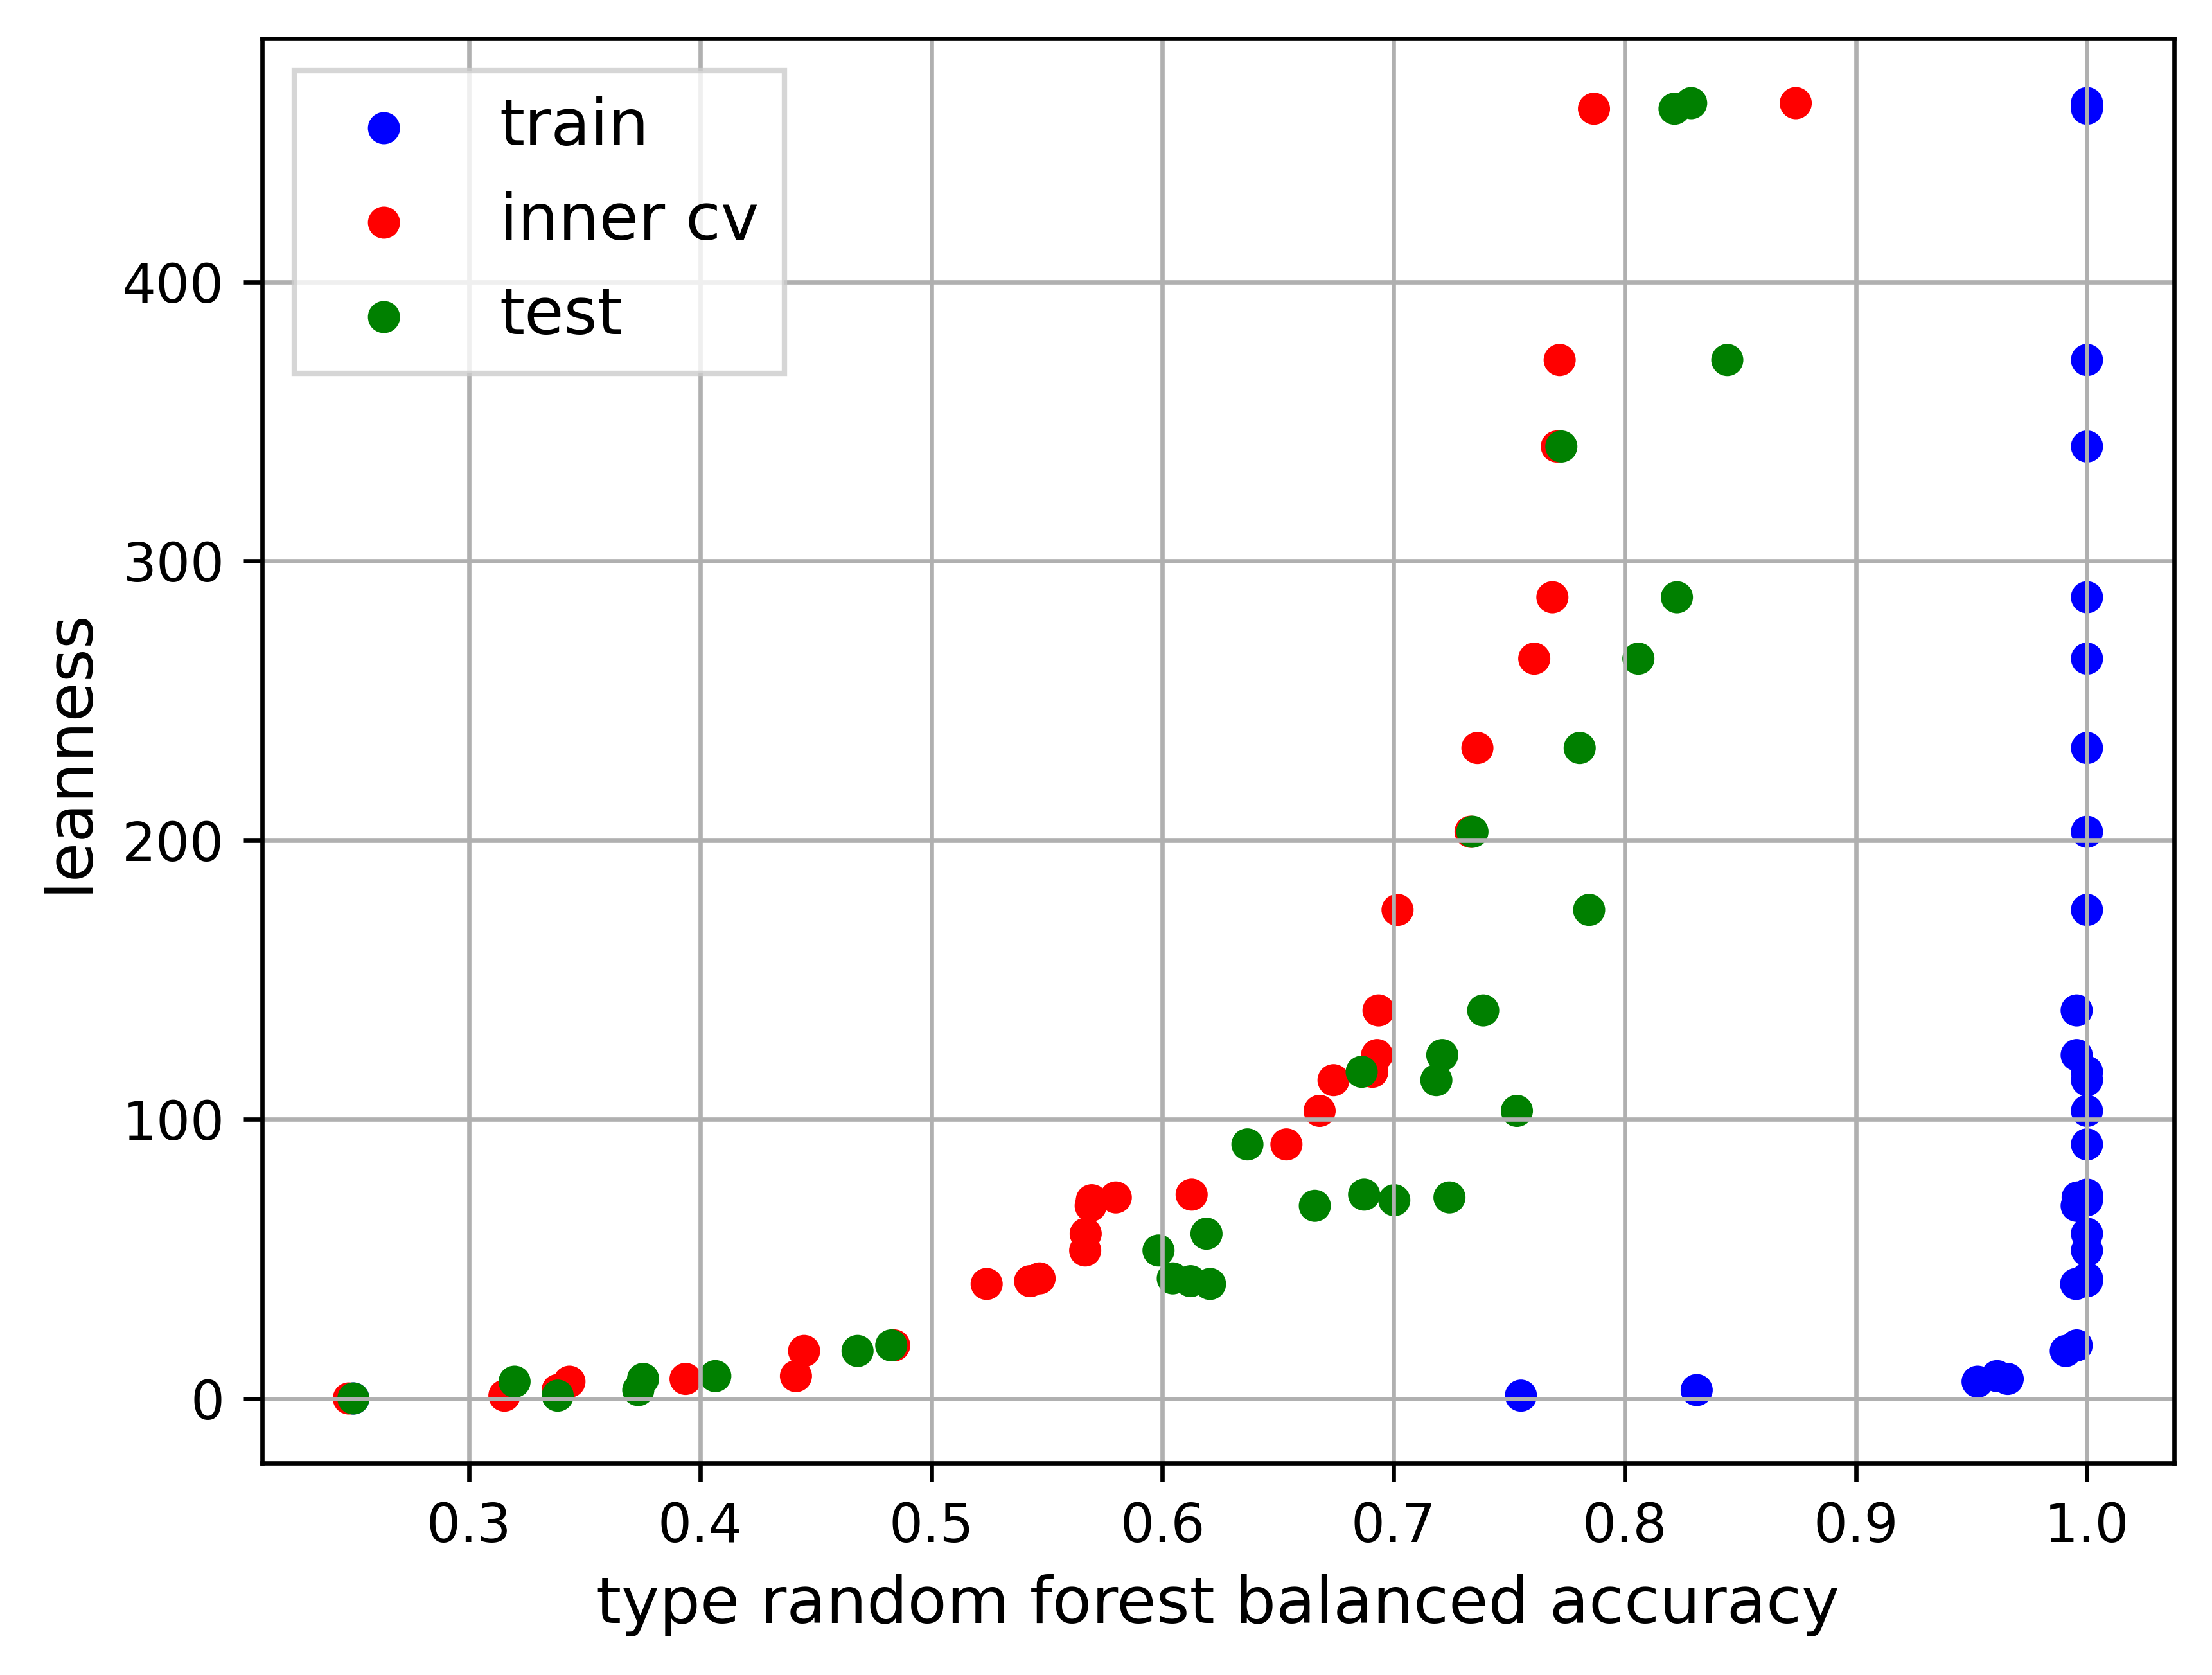 train
inner cv
test
400
300
200
100
0
leanness
0.3 0.4 0.5 0.6 0.7 0.8 0.9 1.0
type random forest balanced accuracy